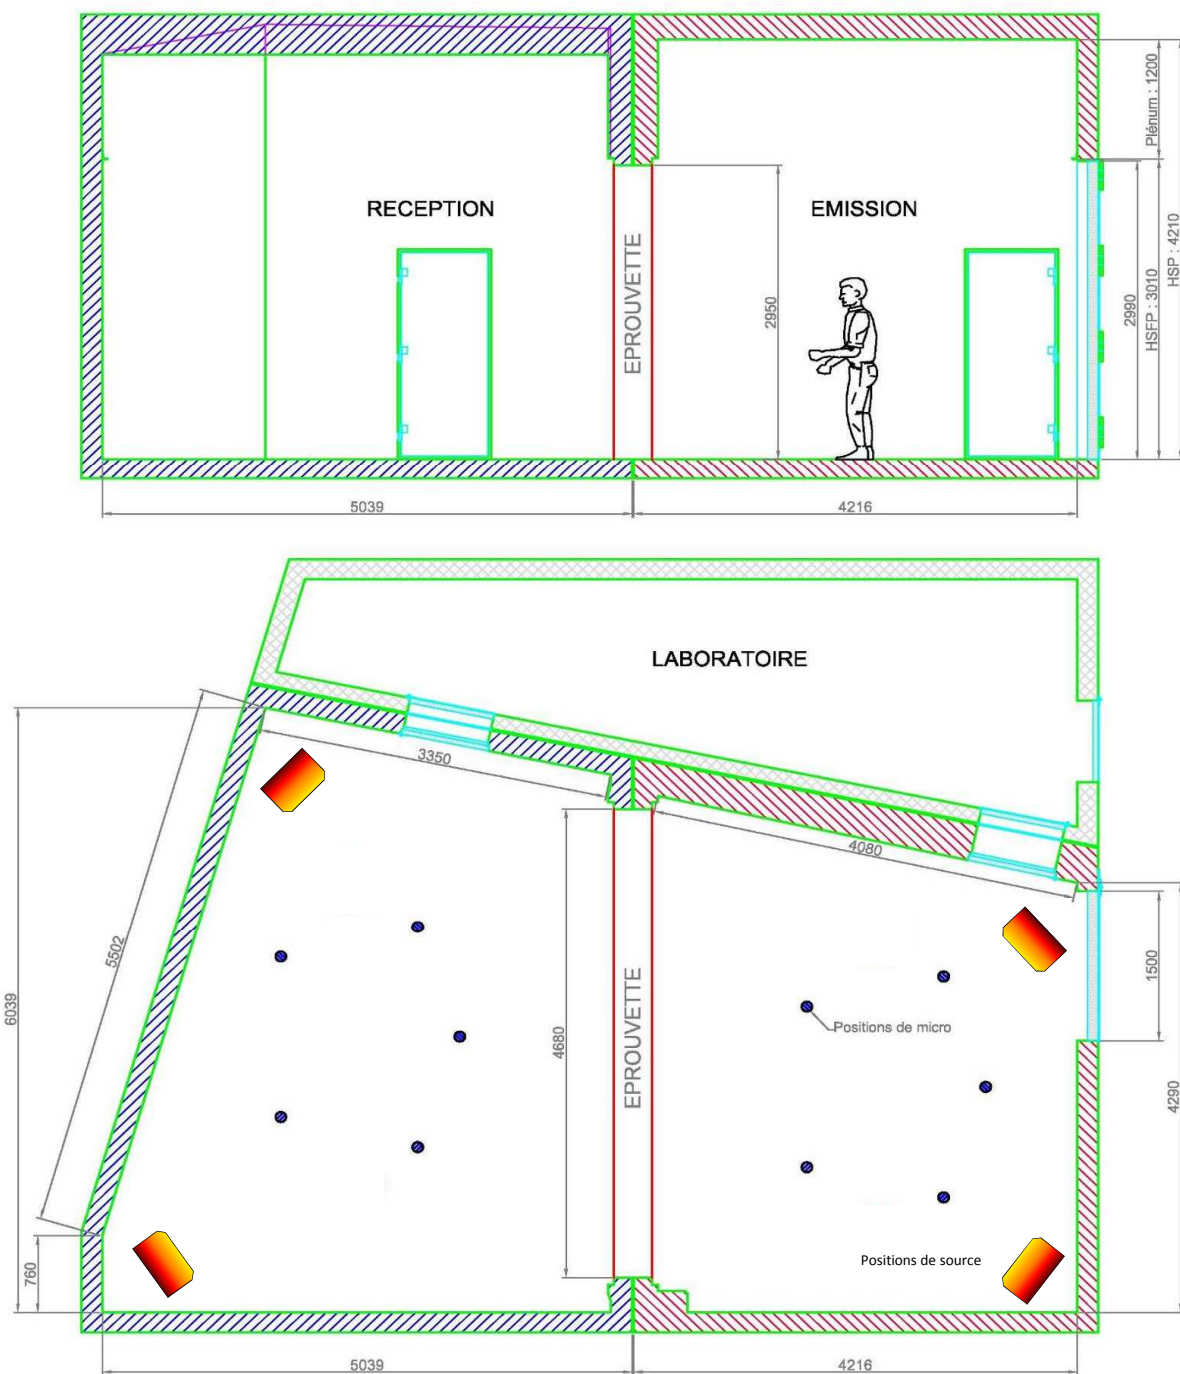 Plénum : 1200
RECEPTION
EMISSION
EPROUVETTE
2950
2990
HSFP : 3010
HSP : 4210
5039
4216
LABORATOIRE
3350
4080
5502
6039
4680
EPROUVETTE
Positions de micro
1500
4290
Positions de source
760
5039
4216